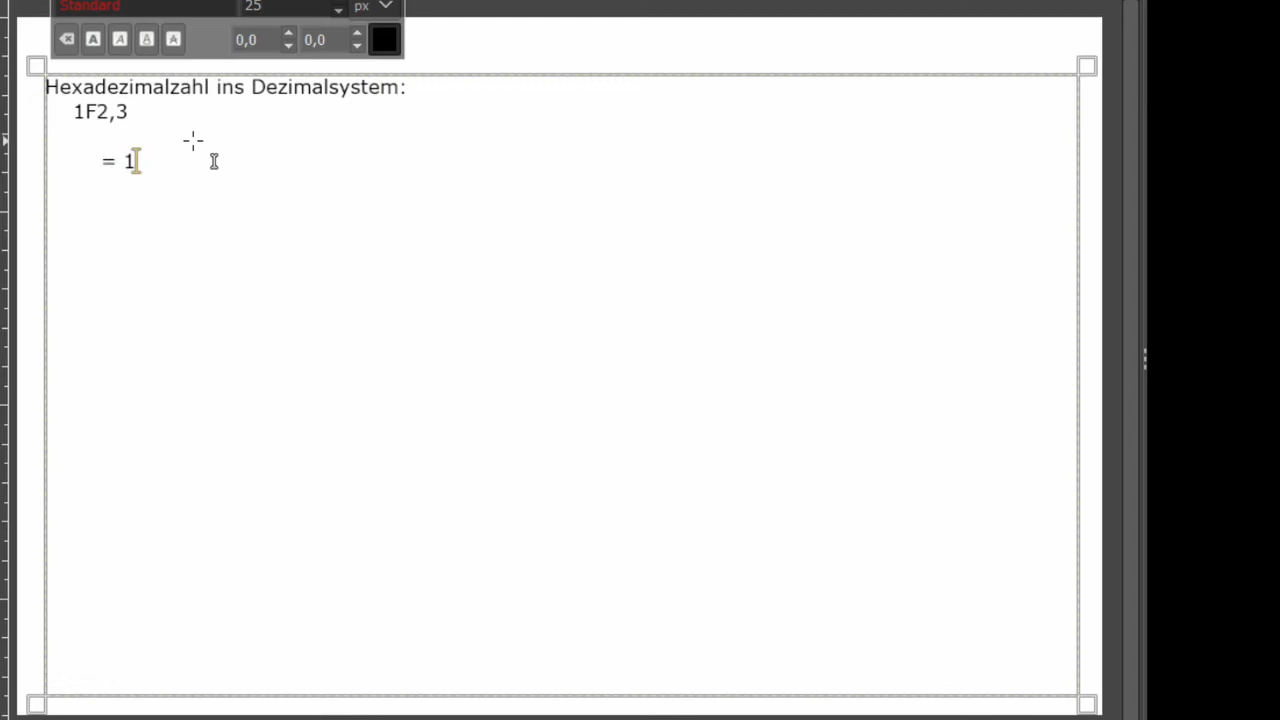 Standard 25 px
0,0 0,0
Hexadezimalzahl ins Dezimalsystem:
1F2,3
= 1